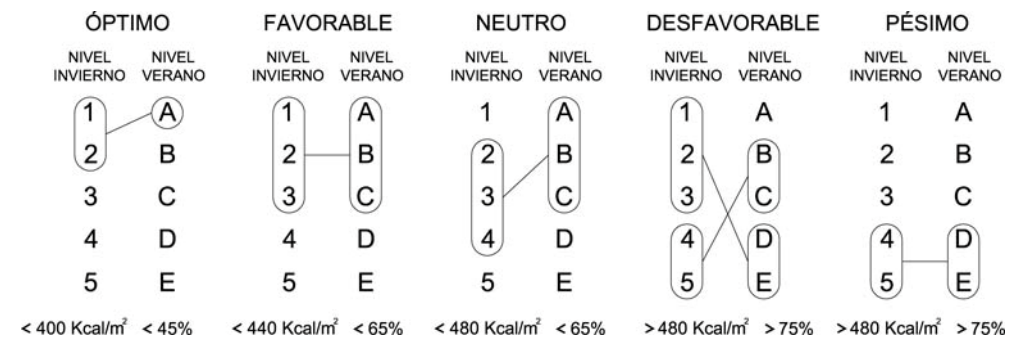 ÓPTIMO FAVORABLE NEUTRO DESFAVORABLE PÉSIMO
NIVEL NIVEL NIVEL NIVEL NIVEL NIVEL NIVEL NIVEL NIVEL NIVEL
INVIERNO VERANO INVIERNO VERANO INVIERNO VERANO INVIERNO VERANO INVIERNO VERANO
1 A 1 A 1 A 1 A 1 A
2 B 2 B 2 B 2 B 2 B
3 C 3 C 3 C 3 C 3 C
4 D 4 D 4 D 4 D 4 D
5 E 5 E 5 E 5 E 5 E
< 400 Kcal/m² < 45% < 440 Kcal/m² < 65% < 480 Kcal/m² < 65% > 480 Kcal/m² > 75% > 480 Kcal/m² > 75%